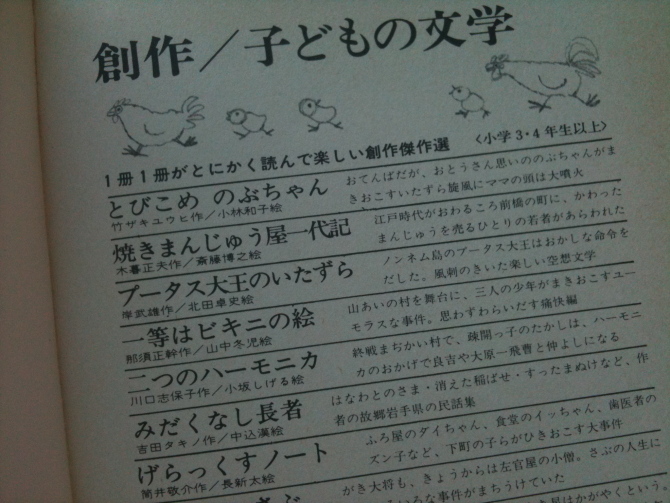 創作／子どもの文学
1冊1冊がとにかく読んで楽しい創作傑作選 〈小学3・4年生以上〉
とびこめ のぶちゃん
竹ザキユウヒ作／小林和子絵
おてんばだが、おとうさん思いののぶちゃんがま
きおこすいたずら旋風にママの頭は大噴火
焼きまんじゅう屋一代記
木暮正夫作／斎藤博之絵
江戸時代がおわるころ前橋の町に、かわった
まんじゅうを売るひとりの若者があらわれた
プータス大王のいたずら
岸武雄作／北田卓史絵
ノンネム島のプータス大王はおかしな命令を
だした。風刺のきいた楽しい空想文学
一等はビキニの絵
那須正幹作／山中冬児絵
山あいの村を舞台に、三人の少年がまきおこすユー
モラスな事件。思わずわらいだす痛快編
二つのハーモニカ
川口志保子作／小坂しげる絵
終戦まぢかい村で、疎開っ子のたかしは、ハーモニ
カのおかげで良吉や大原一飛曹と仲よしになる
みだくなし長者
吉田タキノ作／中込漢絵
はなわとのさま・消えた稲ばせ・すったまぬけなど、作
者の故郷岩手県の民話集
げらっくすノート
筒井敬介作／長新太絵
ふろ屋のダイちゃん、食堂のイッちゃん、歯医者の
ズン子など、下町の子らがひきおこす大事件
がき大将も、きょうからは左官屋の小僧。さぶの人生に
な事件がまちうけていた